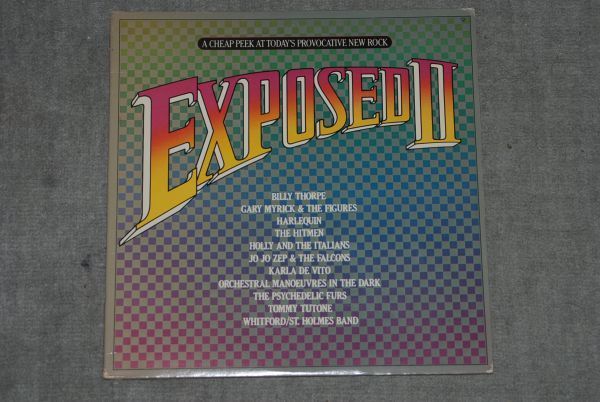 A CHEAP PEEK AT TODAY'S PROVOCATIVE NEW ROCK
EXPOSED II
BILLY THORPE
GARY MYRICK & THE FIGURES
HARLEQUIN
THE HITMEN
HOLLY AND THE ITALIANS
JO JO ZEP & THE FALCONS
KARLA DE VITO
ORCHESTRAL MANOEUVRES IN THE DARK
THE PSYCHEDELIC FURS
TOMMY TUTONE
WHITFORD/ST. HOLMES BAND